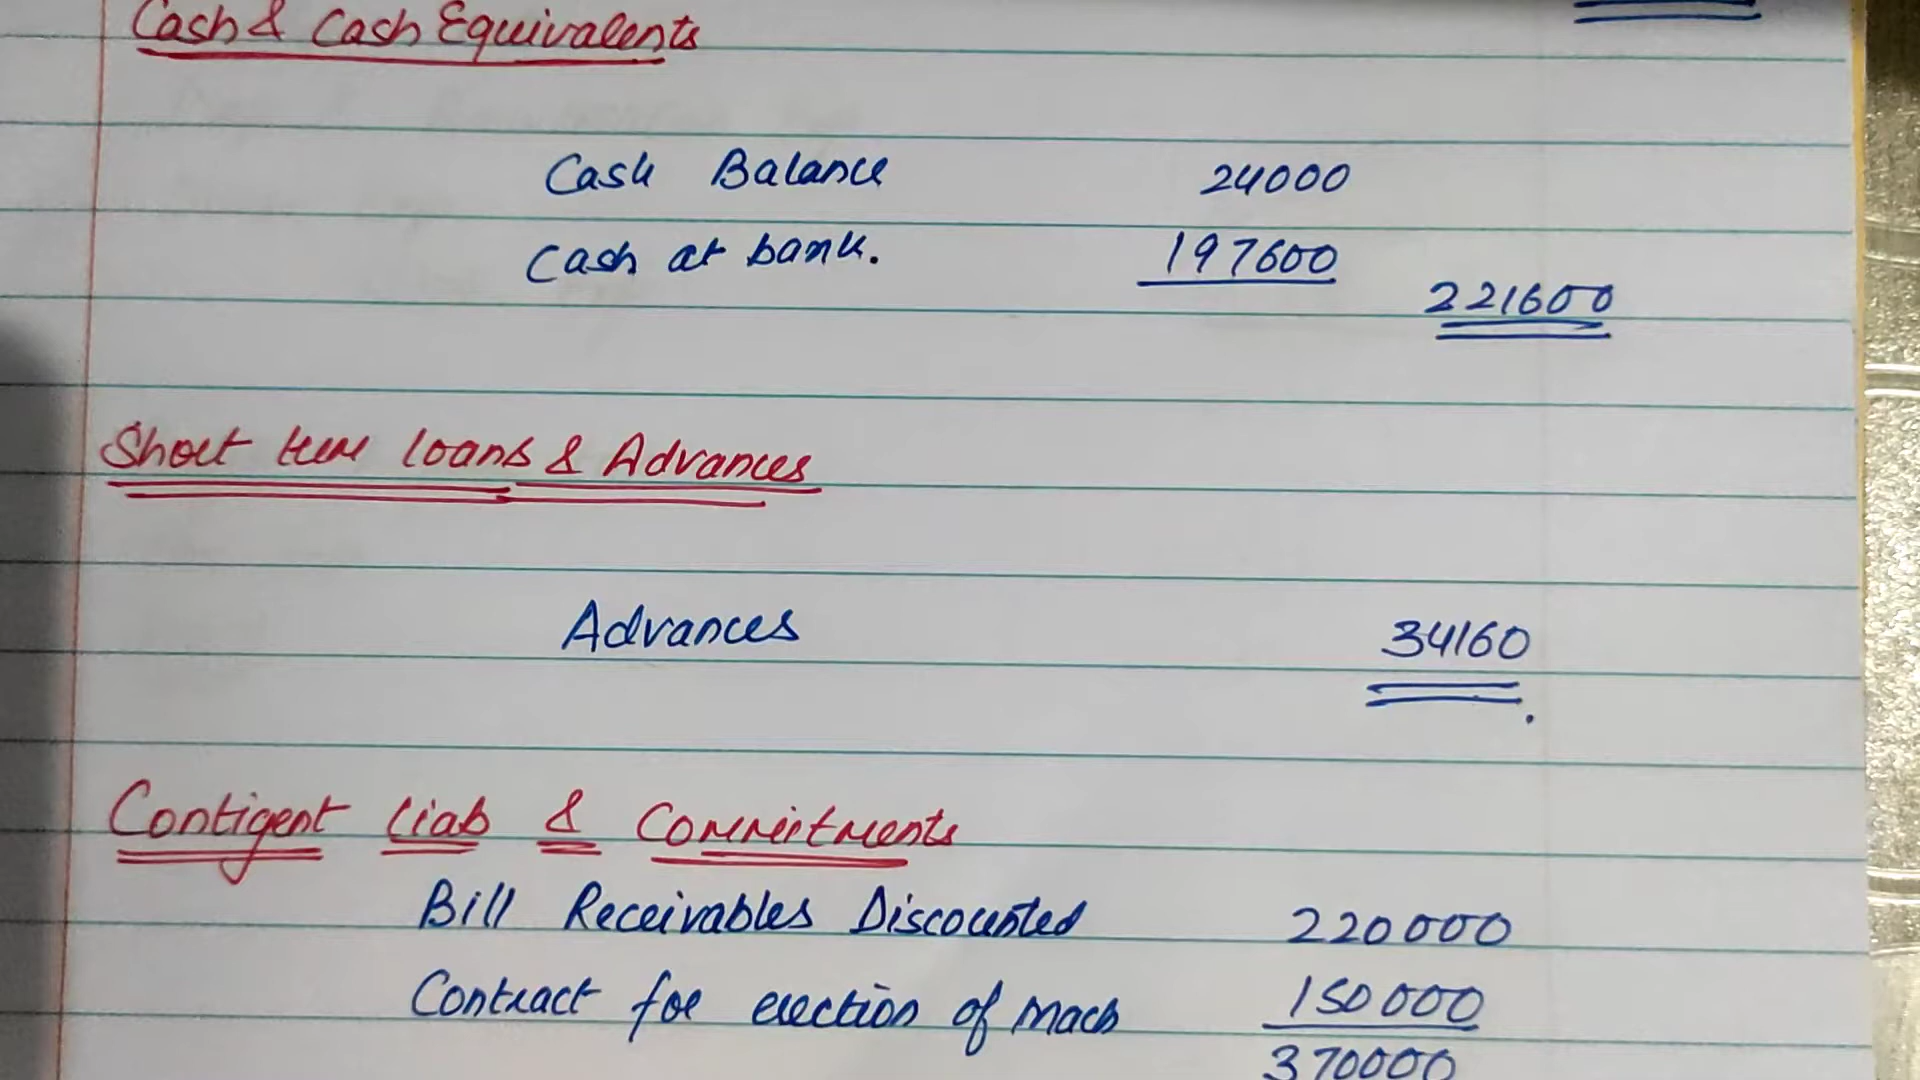 Cash & Cash Equivalents
Cash Balance 24000
Cash at bank. 197600
221600
Short term loans & Advances
Advances 34160
Contigent Liab & Commitments
Bill Receivables Discounted 220000
Contract for erection of mach 150000
370000